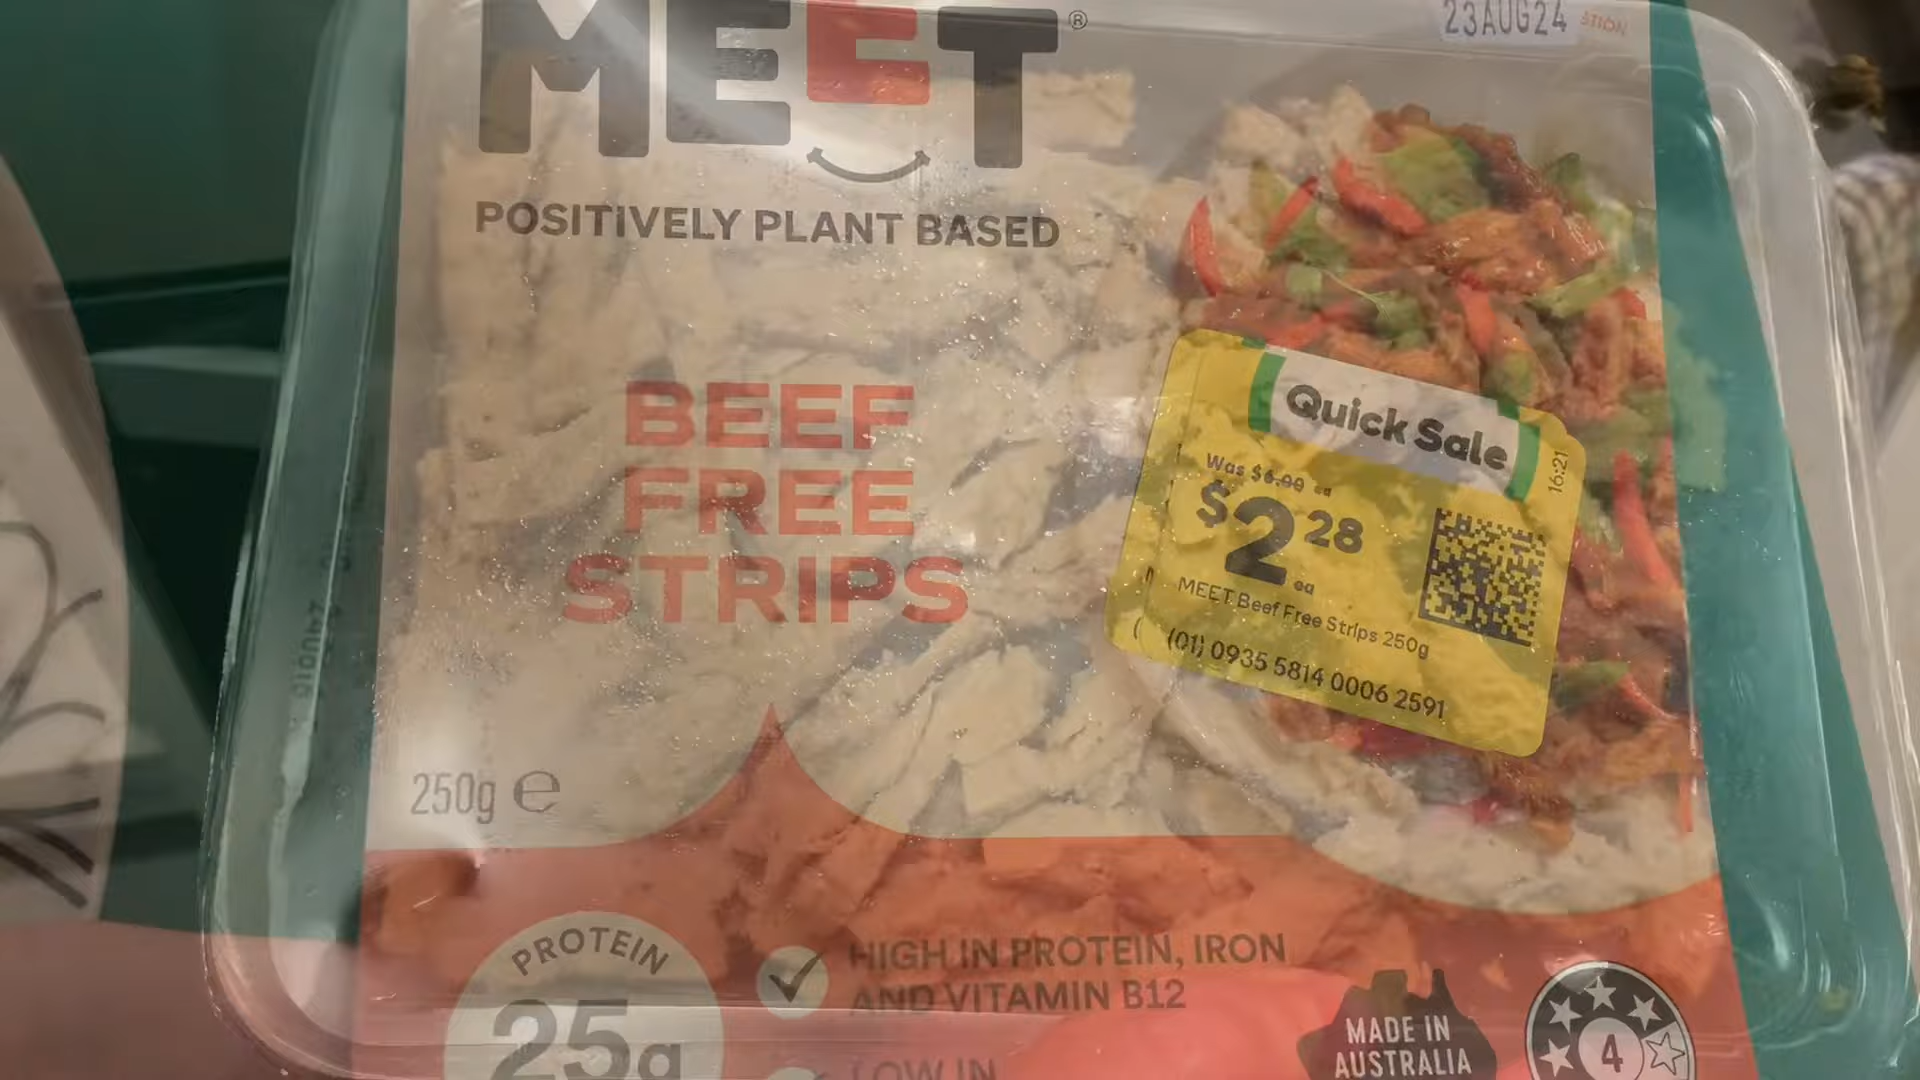 MEET®
23AUG24
POSITIVELY PLANT BASED
BEEF
FREE
STRIPS
Quick Sale
16:21
Was $6.00 ea
$2 28 ea
MEET Beef Free Strips 250g
(01) 0935 5814 0006 2591
250g ℮
PROTEIN
25g
HIGH IN PROTEIN, IRON
AND VITAMIN B12
LOW IN
MADE IN
AUSTRALIA
4